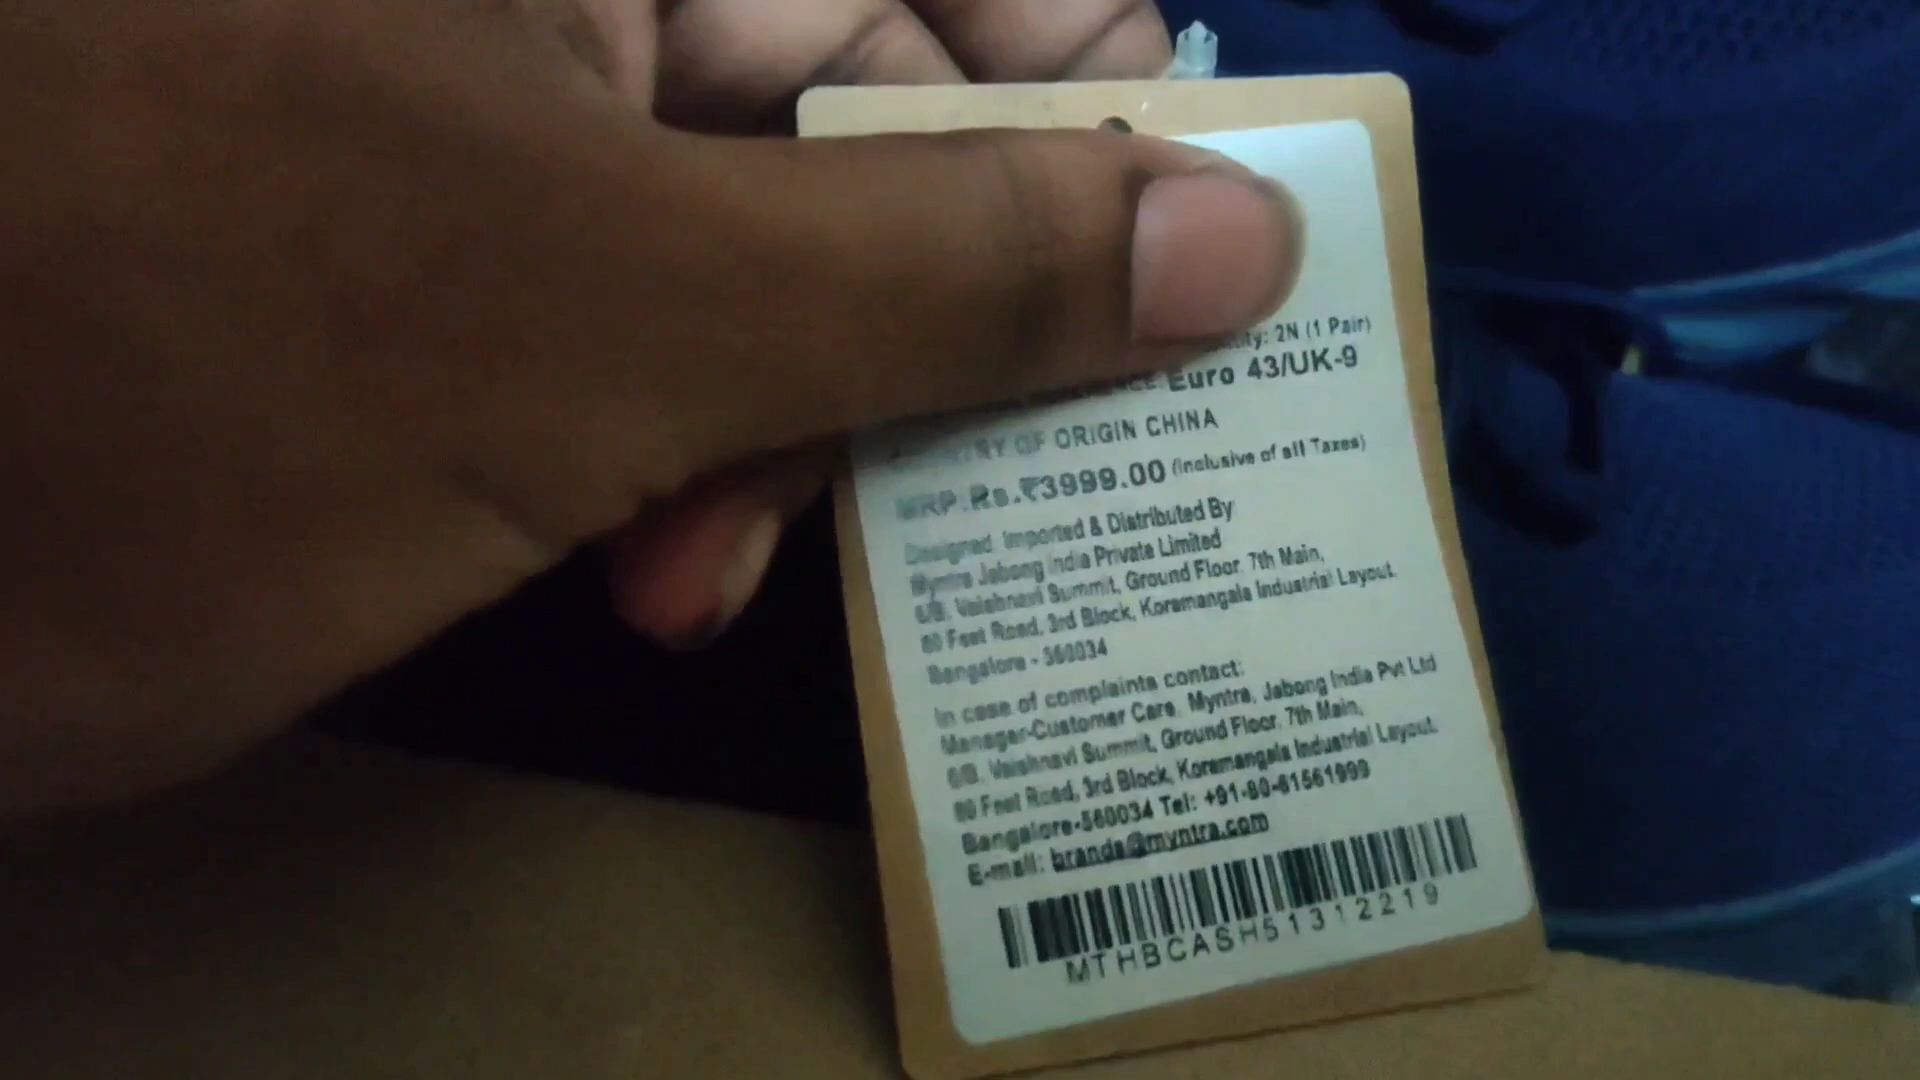 2N (1 Pair)
Euro 43/UK-9
OF ORIGIN CHINA
MRP:Rs.₹3999.00 (Inclusive of all Taxes)
Designed, Imported & Distributed By
Myntra Jabong India Private Limited
6/B, Vaishnavi Summit, Ground Floor, 7th Main,
80 Feet Road, 3rd Block, Koramangala Industrial Layout,
Bangalore - 560034
In case of complaints contact:
Manager-Customer Care, Myntra, Jabong India Pvt Ltd
6/B, Vaishnavi Summit, Ground Floor, 7th Main,
80 Feet Road, 3rd Block, Koramangala Industrial Layout,
Bangalore-560034 Tel: +91-80-61561999
E-mail: brands@myntra.com
MTHBCASH51312219